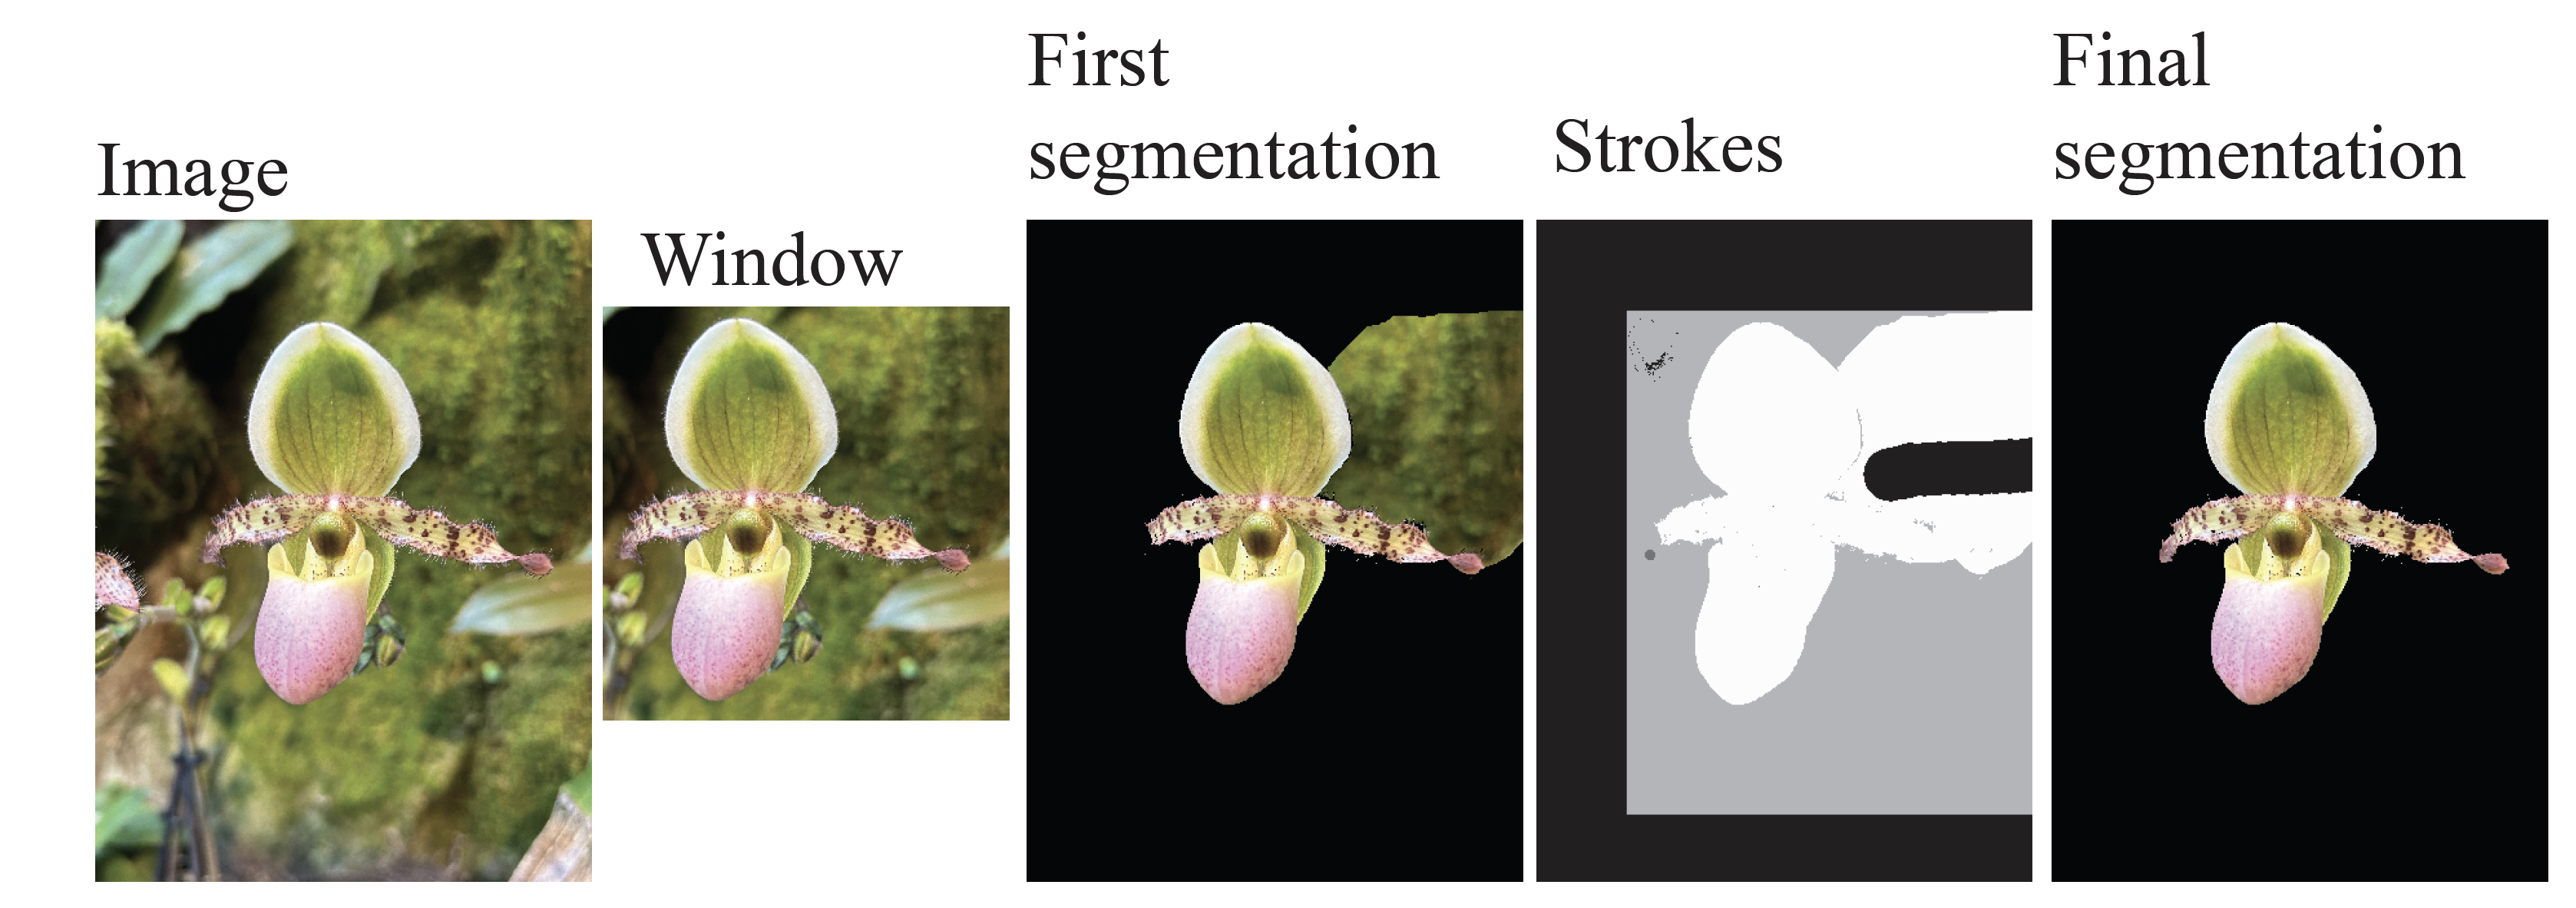 Image
Window
First
segmentation
Strokes
Final
segmentation